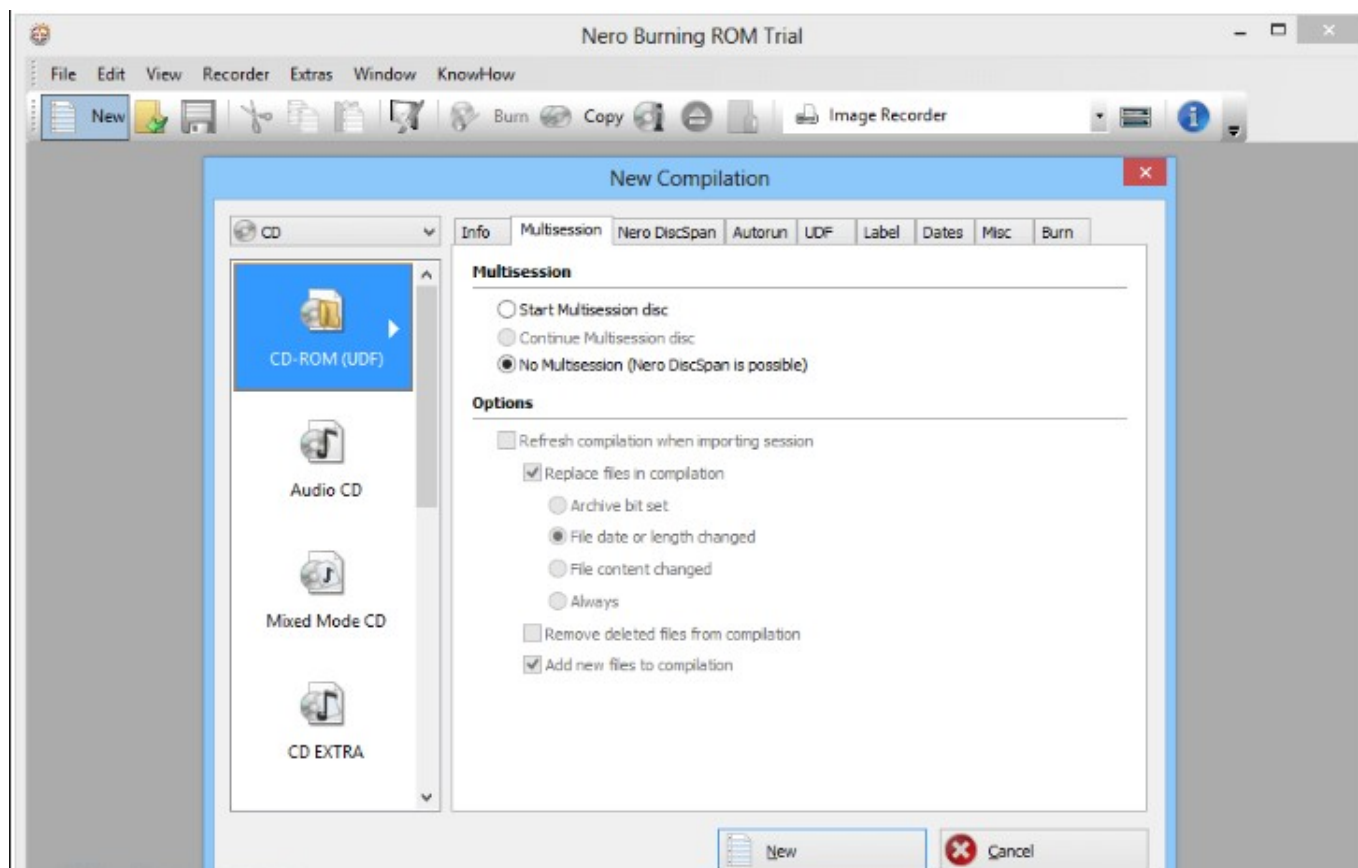 Nero Burning ROM Trial
File Edit View Recorder Extras Window KnowHow
New Burn Copy Image Recorder
New Compilation
CD
Info Multisession Nero DiscSpan Autorun UDF Label Dates Misc Burn
CD-ROM (UDF)
Audio CD
Mixed Mode CD
CD EXTRA
Multisession
Start Multisession disc
Continue Multisession disc
No Multisession (Nero DiscSpan is possible)
Options
Refresh compilation when importing session
Replace files in compilation
Archive bit set
File date or length changed
File content changed
Always
Remove deleted files from compilation
Add new files to compilation
New Cancel